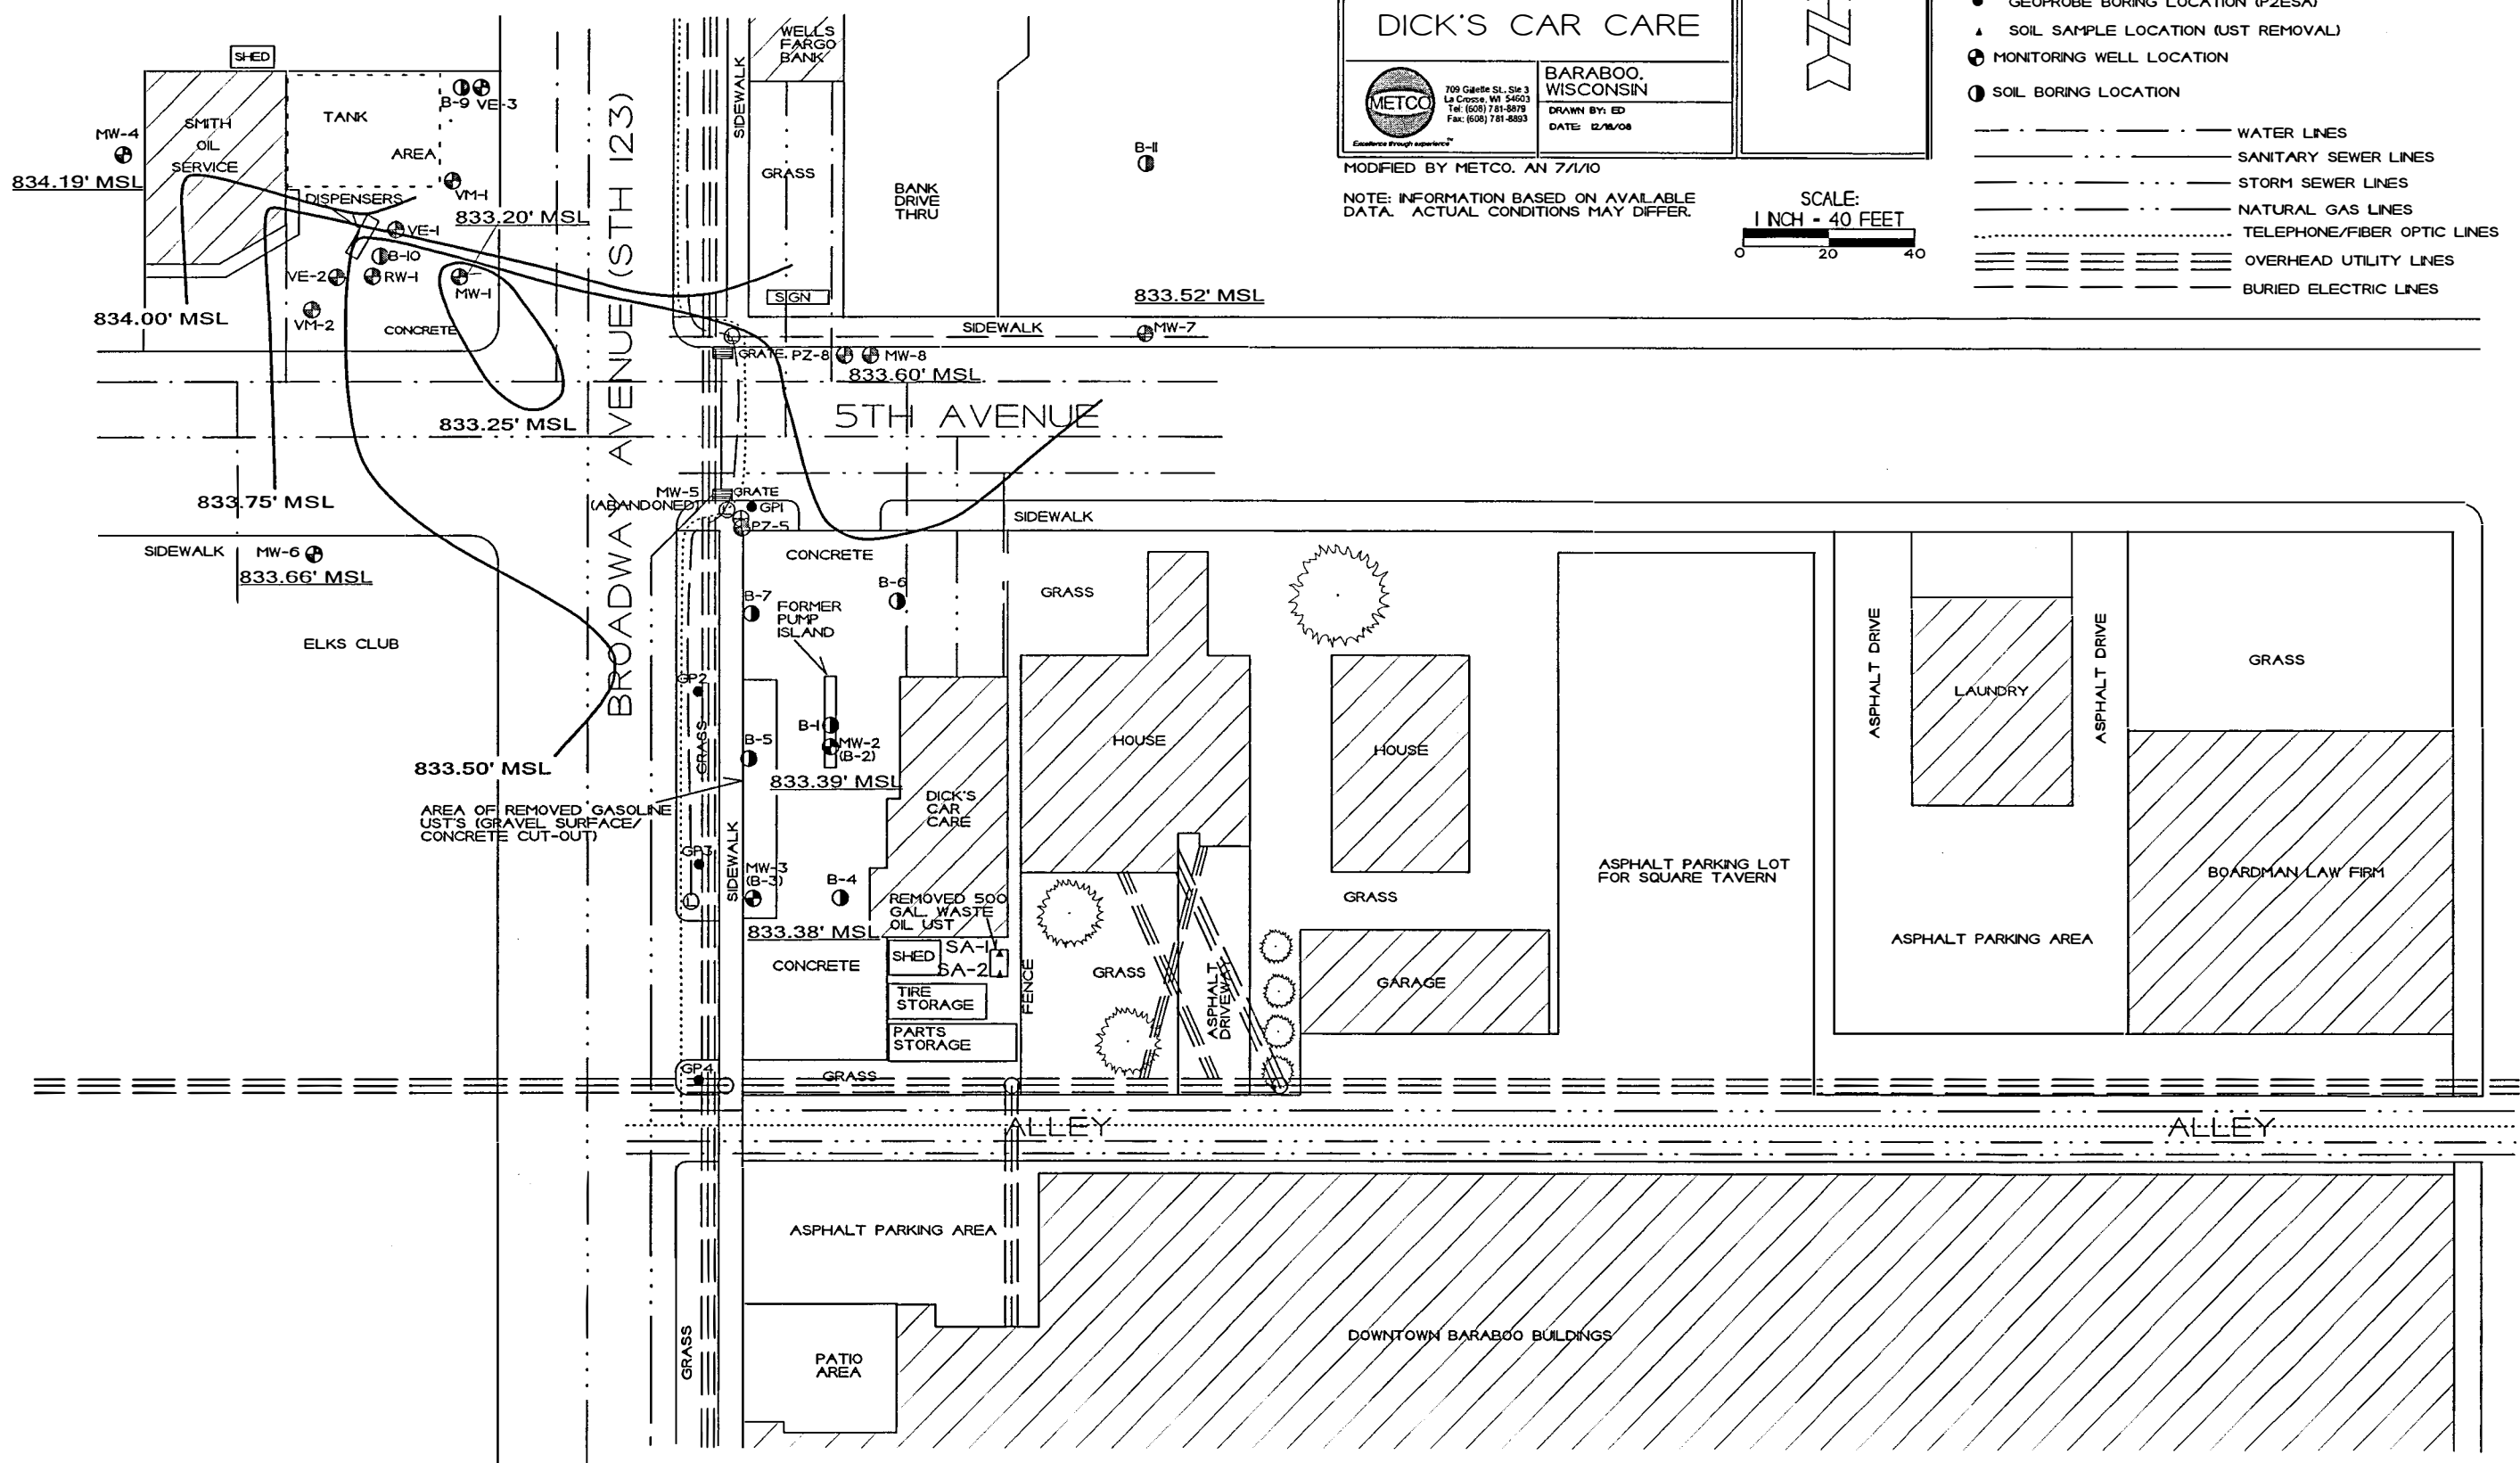 DICK'S CAR CARE
METCO
Excellence through experience™
709 Gillette St., Ste 3
La Crosse, WI 54603
Tel: (608) 781-8879
Fax: (608) 781-8893
BARABOO,
WISCONSIN
DRAWN BY: ED
DATE: 12/18/08
MODIFIED BY METCO. AN 7/1/10
NOTE: INFORMATION BASED ON AVAILABLE
DATA. ACTUAL CONDITIONS MAY DIFFER.
SCALE:
1 INCH - 40 FEET
0 20 40
GEOPROBE BORING LOCATION (P2ESA)
SOIL SAMPLE LOCATION (UST REMOVAL)
MONITORING WELL LOCATION
SOIL BORING LOCATION
WATER LINES
SANITARY SEWER LINES
STORM SEWER LINES
NATURAL GAS LINES
TELEPHONE/FIBER OPTIC LINES
OVERHEAD UTILITY LINES
BURIED ELECTRIC LINES
SHED
SMITH
OIL
SERVICE
TANK
AREA
B-9 VE-3
MW-4
834.19' MSL
VM-1
DISPENSERS
833.20' MSL
VE-1
B-10
VE-2
RW-1
MW-1
VM-2
CONCRETE
834.00' MSL
833.25' MSL
833.75' MSL
BROADWAY AVENUE (STH 123)
SIDEWALK
WELLS
FARGO
BANK
GRASS
SIGN
BANK
DRIVE
THRU
B-11
833.52' MSL
SIDEWALK
MW-7
GRATE
PZ-8
MW-8
833.60' MSL
5TH AVENUE
MW-5
(ABANDONED)
GRATE
GP1
PZ-5
SIDEWALK
SIDEWALK
MW-6
833.66' MSL
ELKS CLUB
833.50' MSL
CONCRETE
B-6
B-7
FORMER
PUMP
ISLAND
GP2
GRASS
B-1
MW-2
(B-2)
B-5
833.39' MSL
AREA OF REMOVED GASOLINE
UST'S (GRAVEL SURFACE/
CONCRETE CUT-OUT)
DICK'S
CAR
CARE
GP3
SIDEWALK
MW-3
(B-3)
B-4
L
833.38' MSL
REMOVED 500
GAL. WASTE
OIL UST
SHED
SA-1
SA-2
CONCRETE
TIRE
STORAGE
PARTS
STORAGE
FENCE
GP4
GRASS
GRASS
HOUSE
GRASS
ASPHALT
DRIVEWAY
HOUSE
GRASS
GARAGE
ASPHALT PARKING LOT
FOR SQUARE TAVERN
ASPHALT DRIVE
LAUNDRY
ASPHALT DRIVE
GRASS
BOARDMAN LAW FIRM
ASPHALT PARKING AREA
ALLEY
ALLEY
ASPHALT PARKING AREA
GRASS
PATIO
AREA
DOWNTOWN BARABOO BUILDINGS